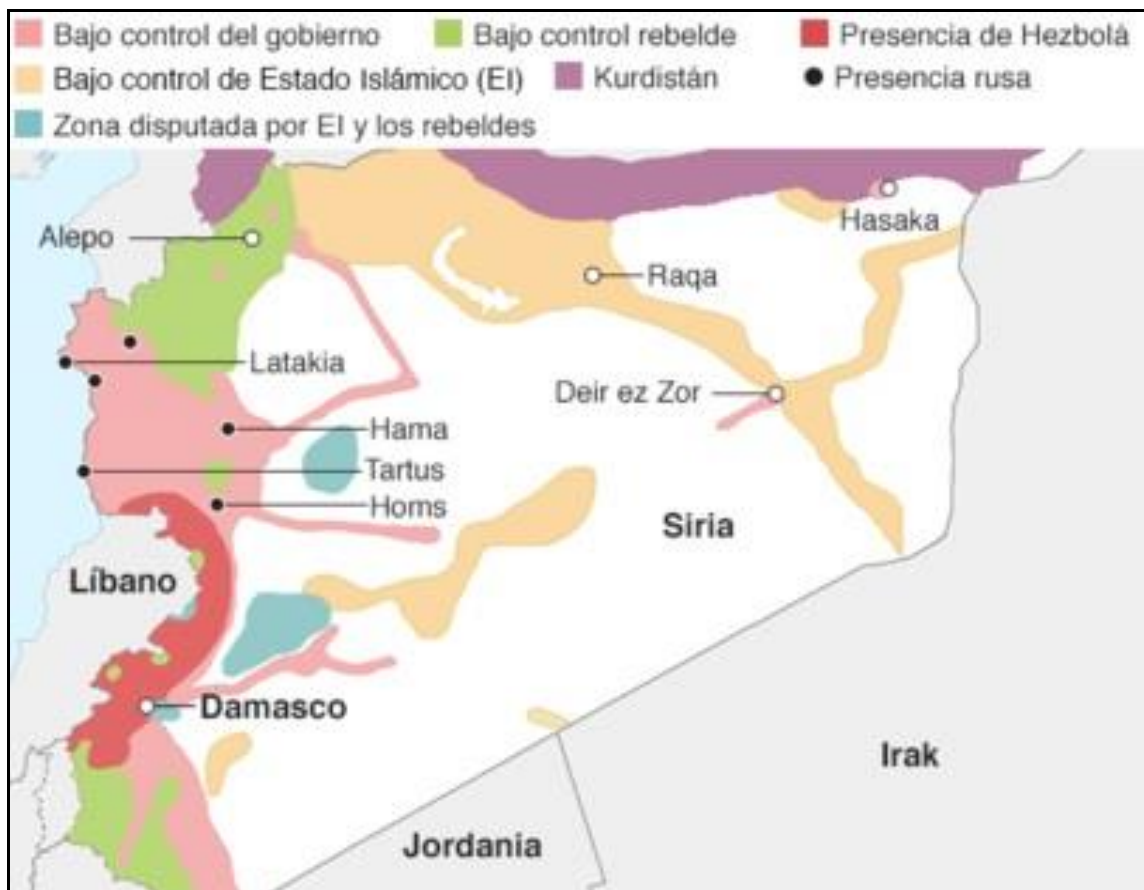 Bajo control del gobierno
Bajo control rebelde
Presencia de Hezbolá
Bajo control de Estado Islámico (EI)
Kurdistán
Presencia rusa
Zona disputada por EI y los rebeldes
Alepo
Hasaka
Raqa
Latakia
Deir ez Zor
Hama
Tartus
Homs
Siria
Líbano
Damasco
Irak
Jordania